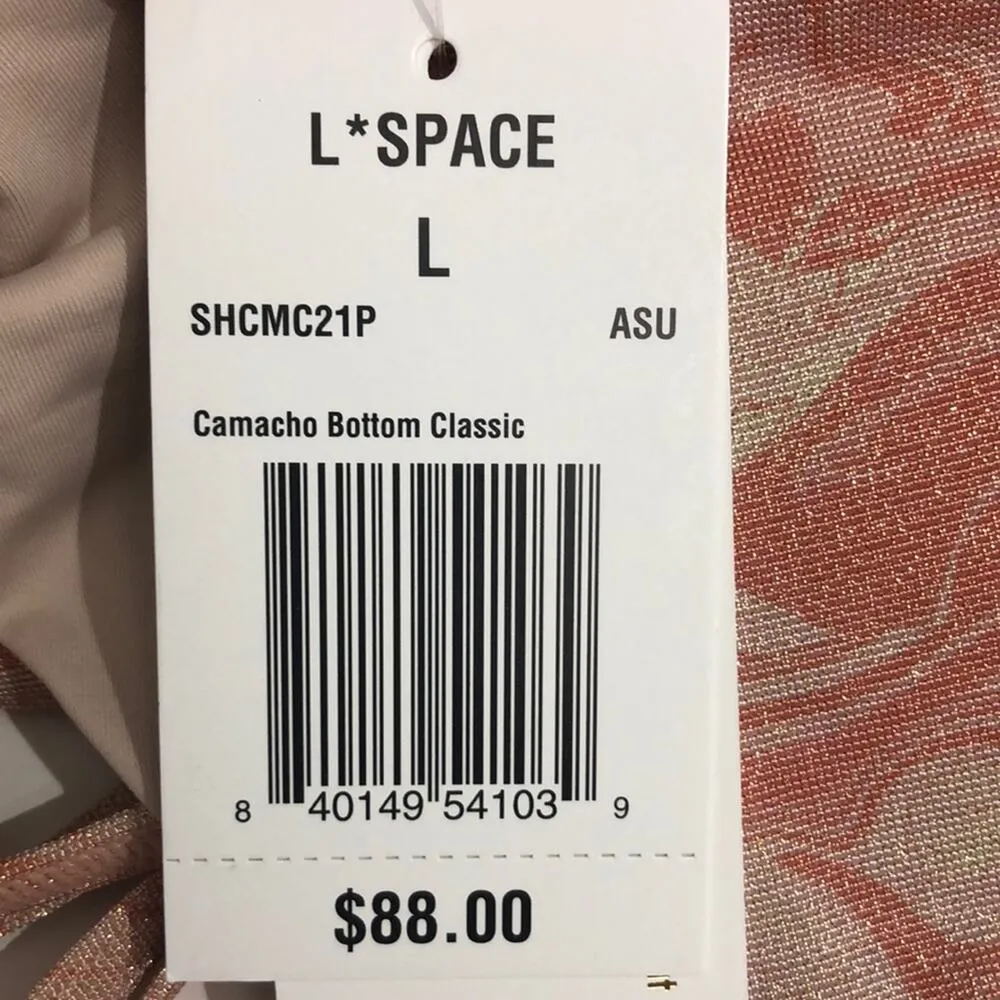 L*SPACE
L
SHCMC21P ASU
Camacho Bottom Classic
8 40149 54103 9
$88.00